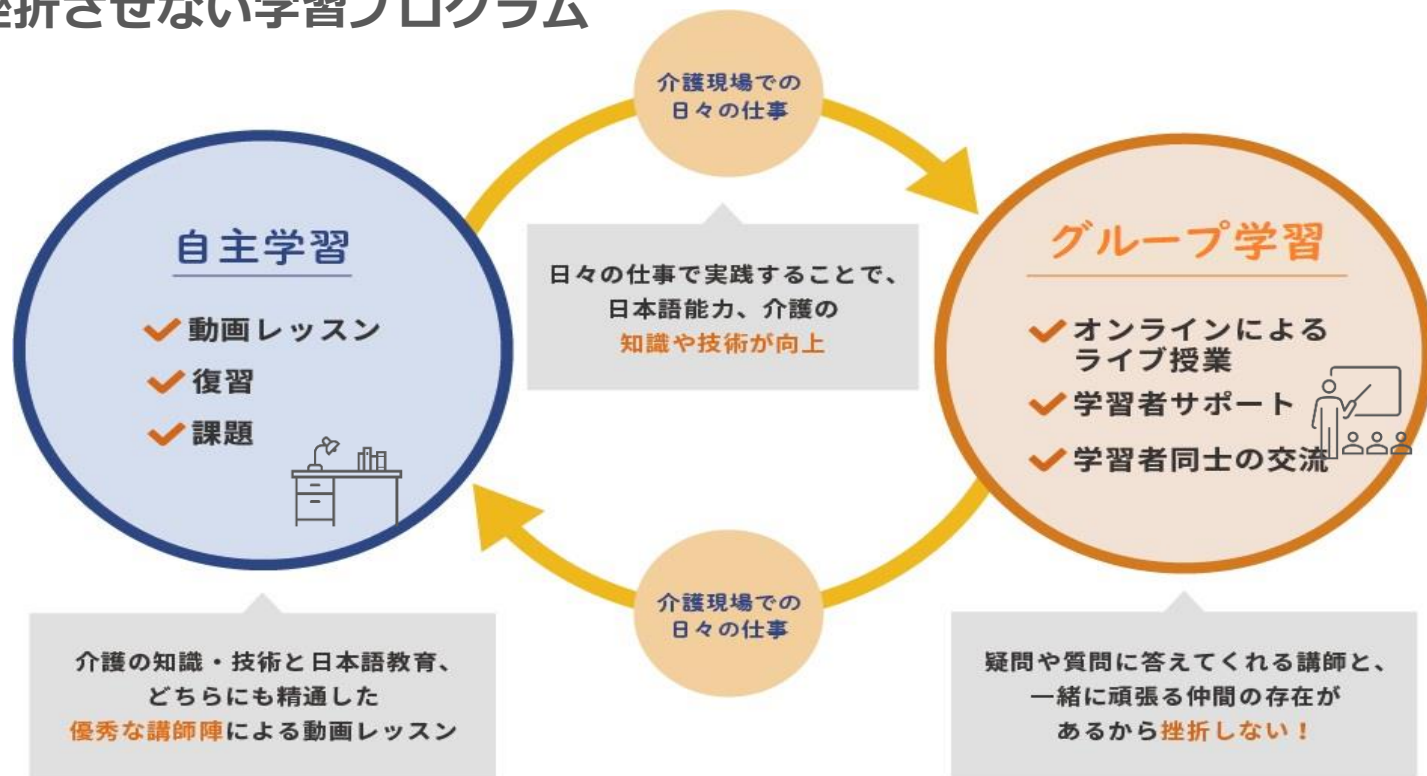 挫折させない学習プログラム
介護現場での
日々の仕事
自主学習
動画レッスン
復習
課題
日々の仕事で実践することで、
日本語能力、介護の
知識や技術が向上
グループ学習
オンラインによる
ライブ授業
学習者サポート
学習者同士の交流
介護現場での
日々の仕事
介護の知識・技術と日本語教育、
どちらにも精通した
優秀な講師陣による動画レッスン
疑問や質問に答えてくれる講師と、
一緒に頑張る仲間の存在が
あるから挫折しない！